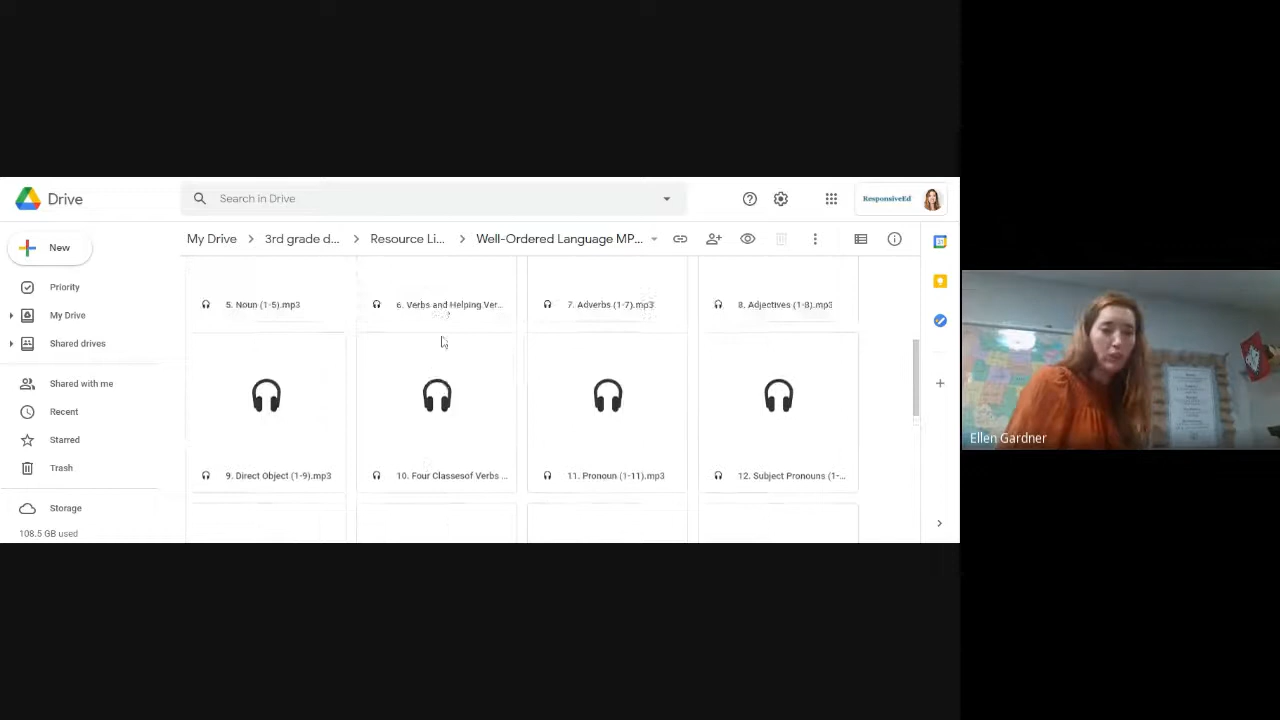 Drive
Search in Drive
ResponsiveEd
New
My Drive
3rd grade d...
Resource Li...
Well-Ordered Language MP...
Priority
My Drive
Shared drives
Shared with me
Recent
Starred
Trash
Storage
108.5 GB used
5. Noun (1-5).mp3
6. Verbs and Helping Ver...
7. Adverbs (1-7).mp3
8. Adjectives (1-8).mp3
9. Direct Object (1-9).mp3
10. Four Classesof Verbs ...
11. Pronoun (1-11).mp3
12. Subject Pronouns (1-...
Ellen Gardner